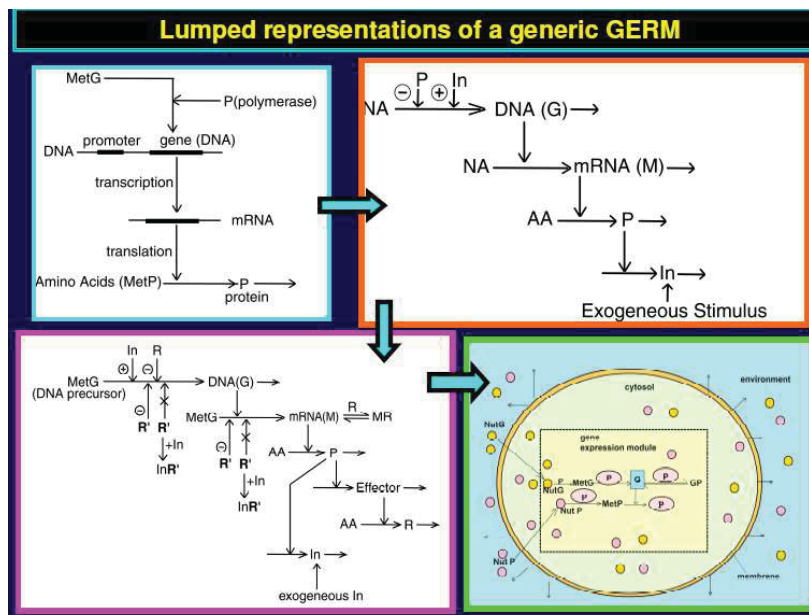 Lumped representations of a generic GERM
MetG
P(polymerase)
promoter gene (DNA)
DNA
transcription
mRNA
translation
Amino Acids (MetP) P
protein
P In
⊖ ⊕
NA DNA (G)
NA mRNA (M)
AA P
In
Exogeneous Stimulus
In R
⊕ ⊖
MetG DNA(G)
(DNA precursor)
⊖
R' R'
+In
InR'
MetG mRNA(M) R MR
⊖
R' R'
+In
InR'
AA P
Effector
AA R
In
exogeneous In
cytosol
environment
NutG
gene
expression module
P MetG P G P GP
NutG
P MetP P
Nut P
Nut P
membrane